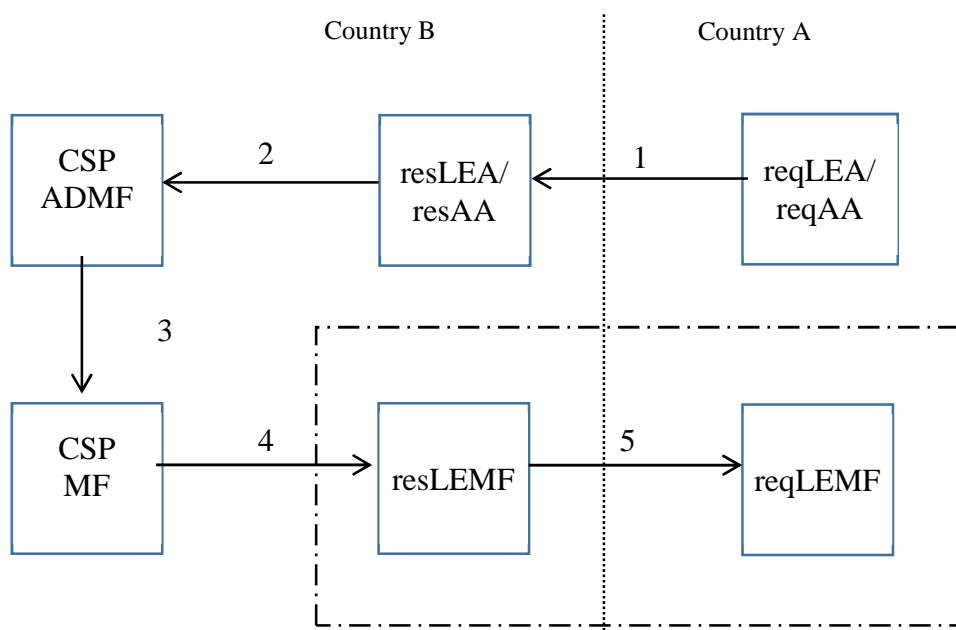 Country B
Country A
CSP
ADMF
2
resLEA/
resAA
1
reqLEA/
reqAA
3
CSP
MF
4
resLEMF
5
reqLEMF